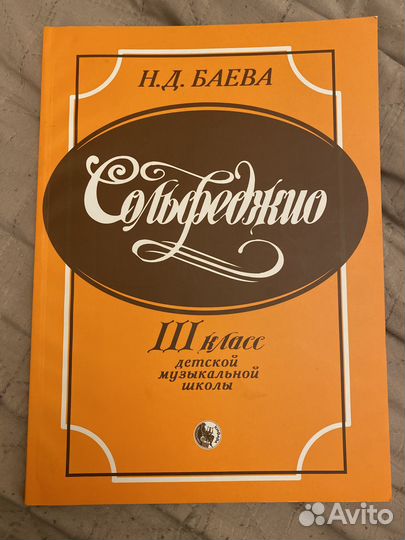 Н.Д. БАЕВА
Сольфеджио
III класс
детской
музыкальной
школы
Avito